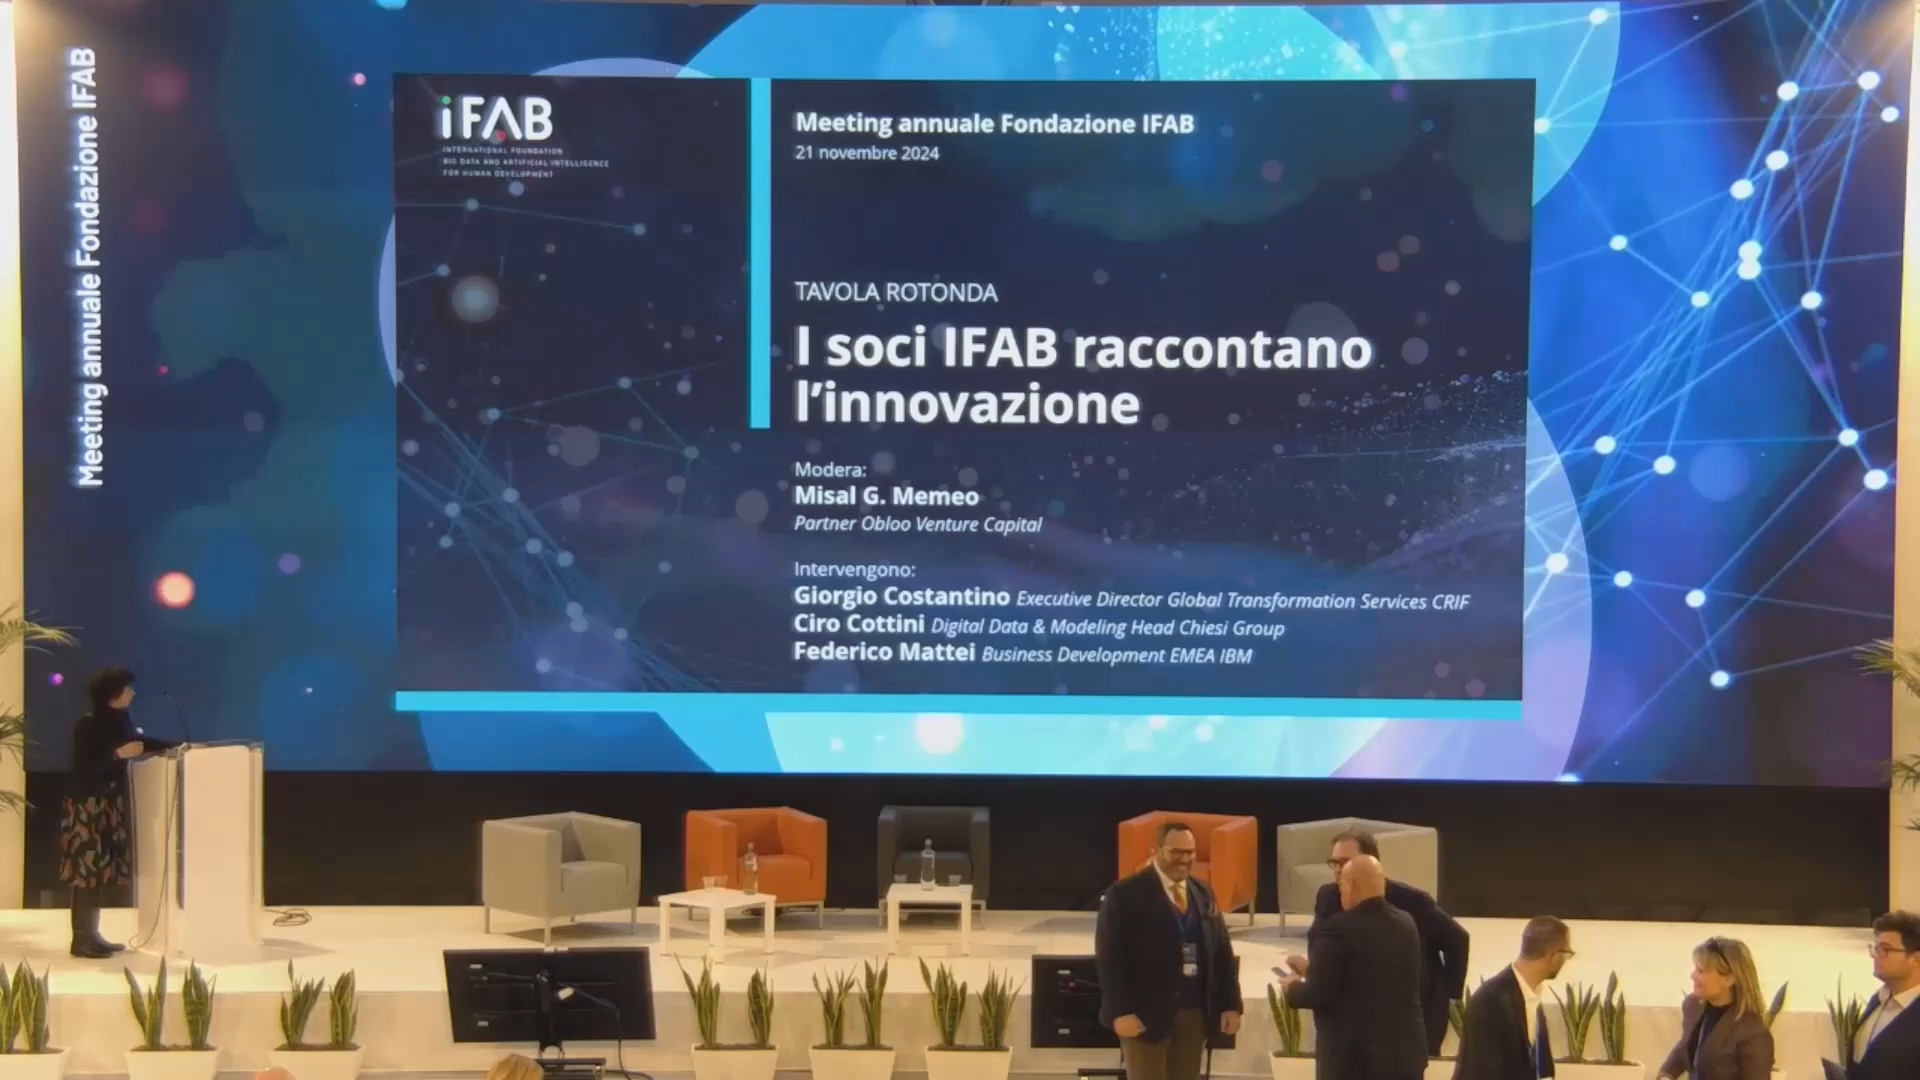 Meeting annuale Fondazione IFAB
iFAB
INTERNATIONAL FOUNDATION
BIG DATA AND ARTIFICIAL INTELLIGENCE
FOR HUMAN DEVELOPMENT
Meeting annuale Fondazione IFAB
21 novembre 2024
TAVOLA ROTONDA
I soci IFAB raccontano
l’innovazione
Modera:
Misal G. Memeo
Partner Obloo Venture Capital
Intervengono:
Giorgio Costantino Executive Director Global Transformation Services CRIF
Ciro Cottini Digital Data & Modeling Head Chiesi Group
Federico Mattei Business Development EMEA IBM